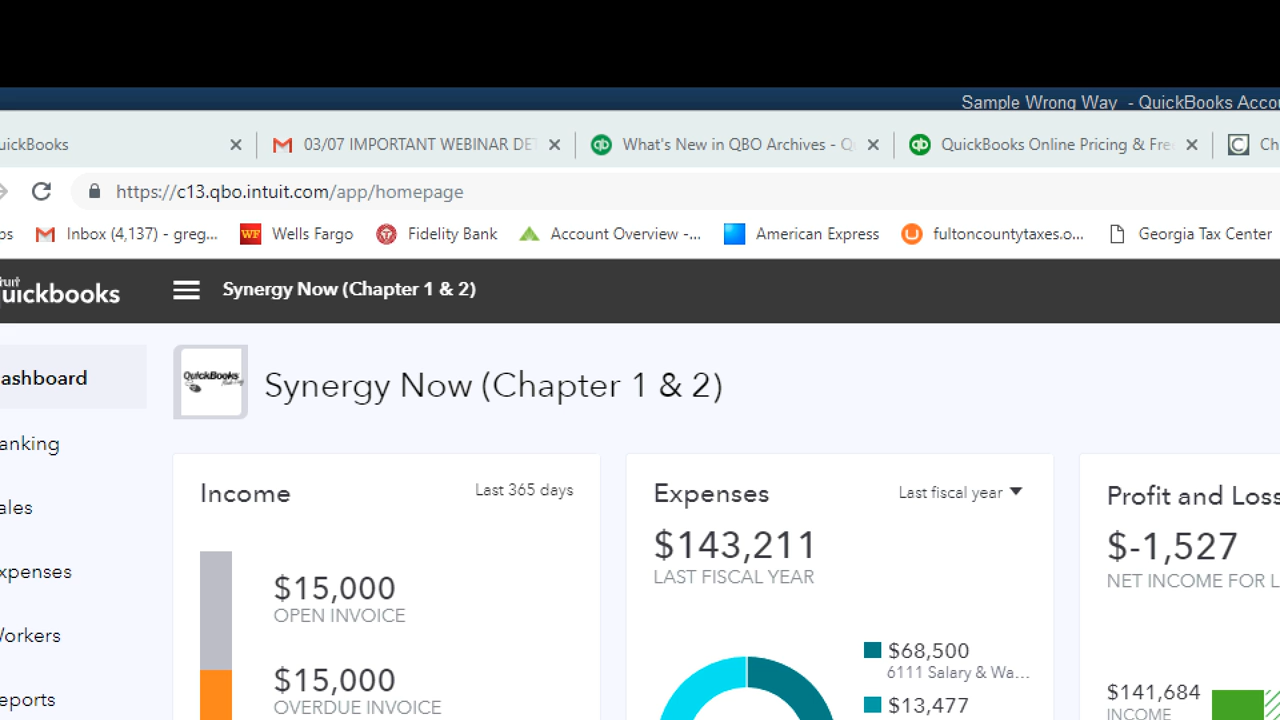 Sample Wrong Way - QuickBooks Acco
uickBooks
03/07 IMPORTANT WEBINAR DE
What's New in QBO Archives - Q
QuickBooks Online Pricing & Fre
Ch
https://c13.qbo.intuit.com/app/homepage
ps
Inbox (4,137) - greg...
Wells Fargo
Fidelity Bank
Account Overview -...
American Express
fultoncountytaxes.o...
Georgia Tax Center
uickbooks
Synergy Now (Chapter 1 & 2)
ashboard
QuickBooks
Synergy Now (Chapter 1 & 2)
anking
ales
xpenses
Workers
eports
Income
Last 365 days
$15,000
OPEN INVOICE
$15,000
OVERDUE INVOICE
Expenses
Last fiscal year
$143,211
LAST FISCAL YEAR
$68,500
6111 Salary & Wa...
$13,477
Profit and Loss
$-1,527
NET INCOME FOR L
$141,684
INCOME